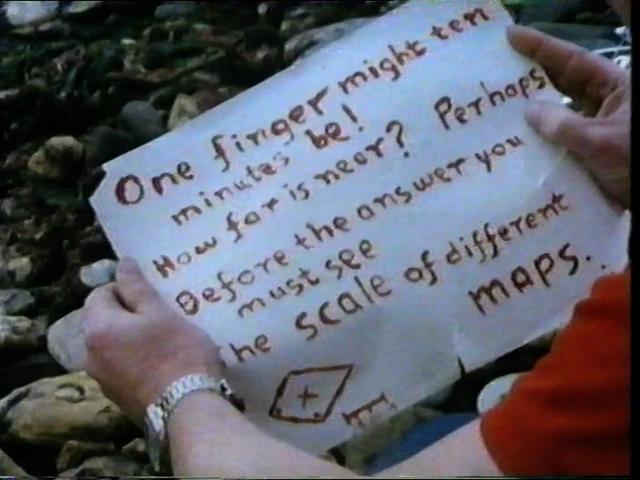 One finger might ten
minutes be!
How far is near? Perhaps
Before the answer you
must see
he scale of different
maps.
E